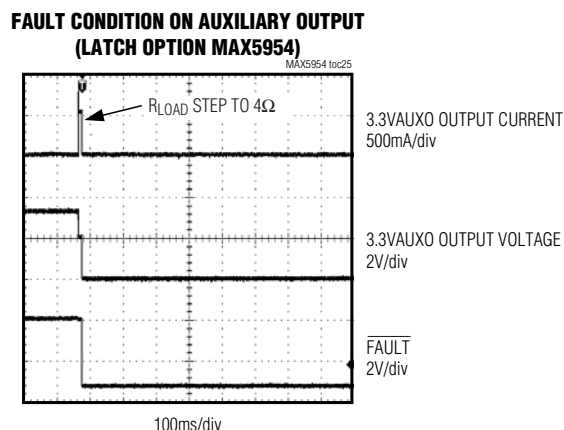 FAULT CONDITION ON AUXILIARY OUTPUT
(LATCH OPTION MAX5954)
MAX5954 toc25
RLOAD STEP TO 4Ω
3.3VAUXO OUTPUT CURRENT
500mA/div
3.3VAUXO OUTPUT VOLTAGE
2V/div
FAULT
2V/div
100ms/div